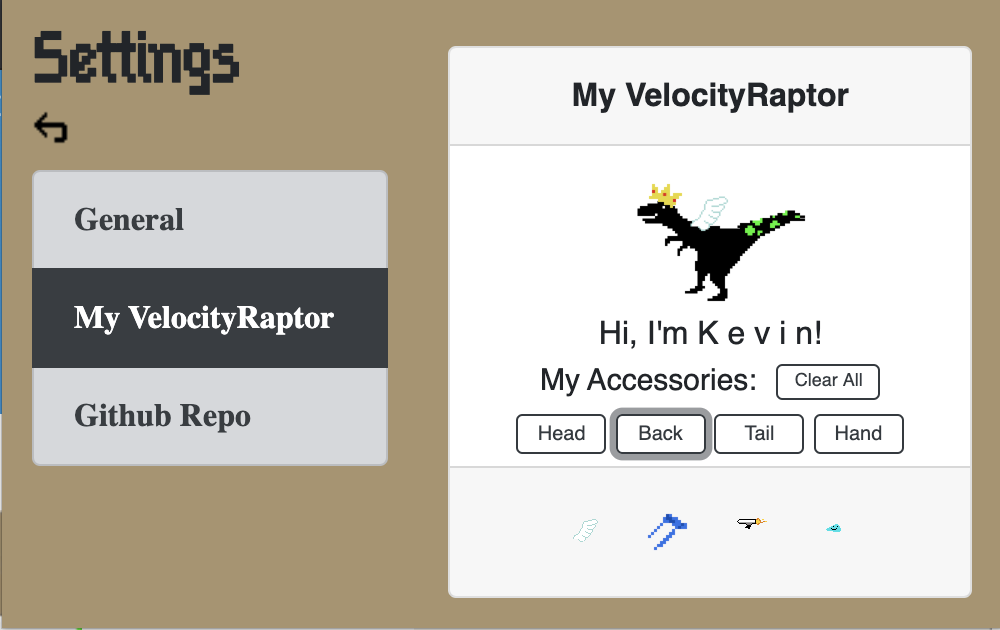 Settings
General
My VelocityRaptor
Github Repo
My VelocityRaptor
Hi, I'm K e v i n!
My Accessories: Clear All
Head Back Tail Hand